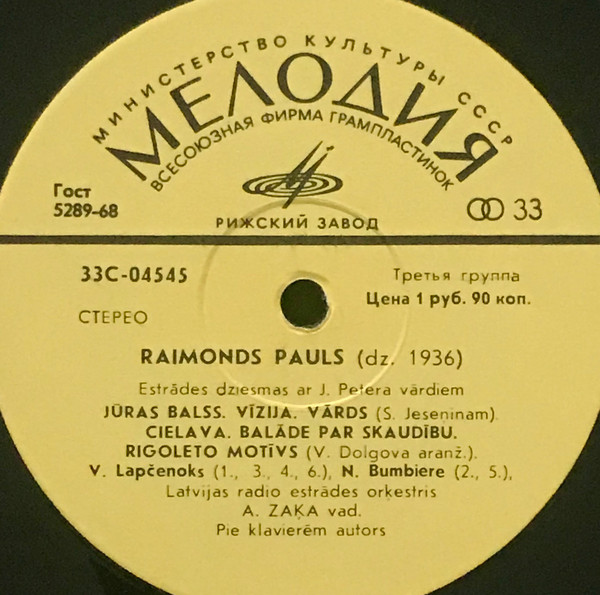 МИНИСТЕРСТВО КУЛЬТУРЫ СССР
МЕЛОДИЯ
ВСЕСОЮЗНАЯ ФИРМА ГРАМПЛАСТИНОК
Гост
5289-68
33
РИЖСКИЙ ЗАВОД
33С-04545
Третья группа
Цена 1 руб. 90 коп.
СТЕРЕО
RAIMONDS PAULS (dz. 1936)
Estrādes dziesmas ar J. Petera vārdiem
JŪRAS BALSS. VĪZIJA. VĀRDS (S. Jeseņinam).
CIELAVA. BALĀDE PAR SKAUDĪBU.
RIGOLETO MOTĪVS (V. Dolgova aranž.).
V. Lapčenoks (1., 3., 4., 6.), N. Bumbiere (2., 5.),
Latvijas radio estrādes orķestris
A. ZAĶA vad.
Pie klavierēm autors